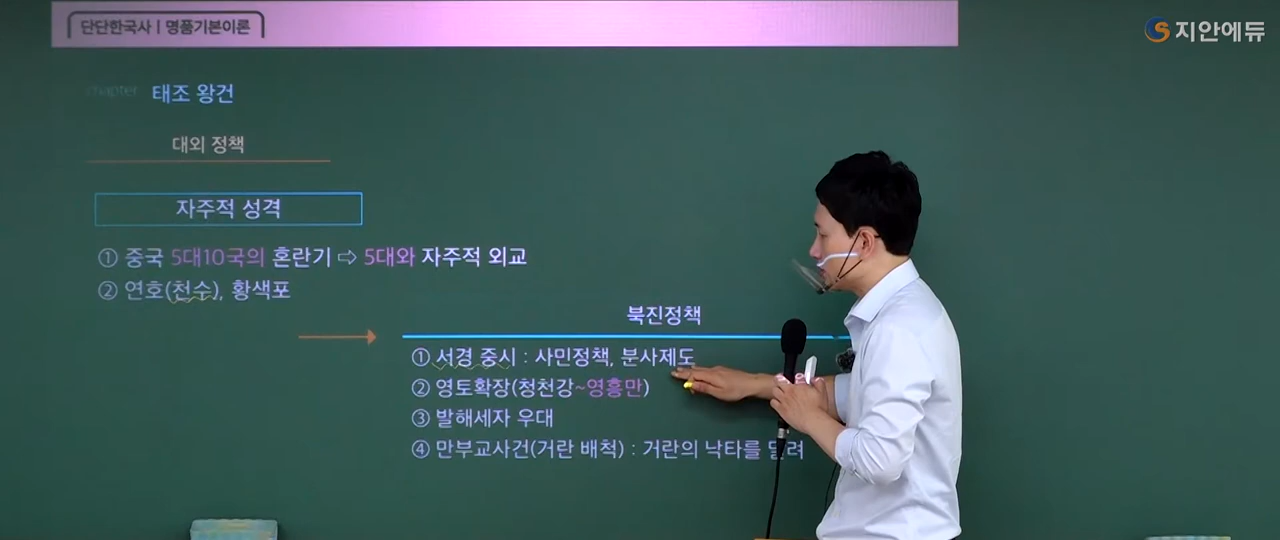 단단한국사 | 명품기본이론
지안에듀
chapter 태조 왕건
대외 정책
자주적 성격
① 중국 5대10국의 혼란기 ⇨ 5대와 자주적 외교
② 연호(천수), 황색포
북진정책
① 서경 중시 : 사민정책, 분사제도
② 영토확장(청천강~영흥만)
③ 발해세자 우대
④ 만부교사건(거란 배척) : 거란의 낙타를 굶려